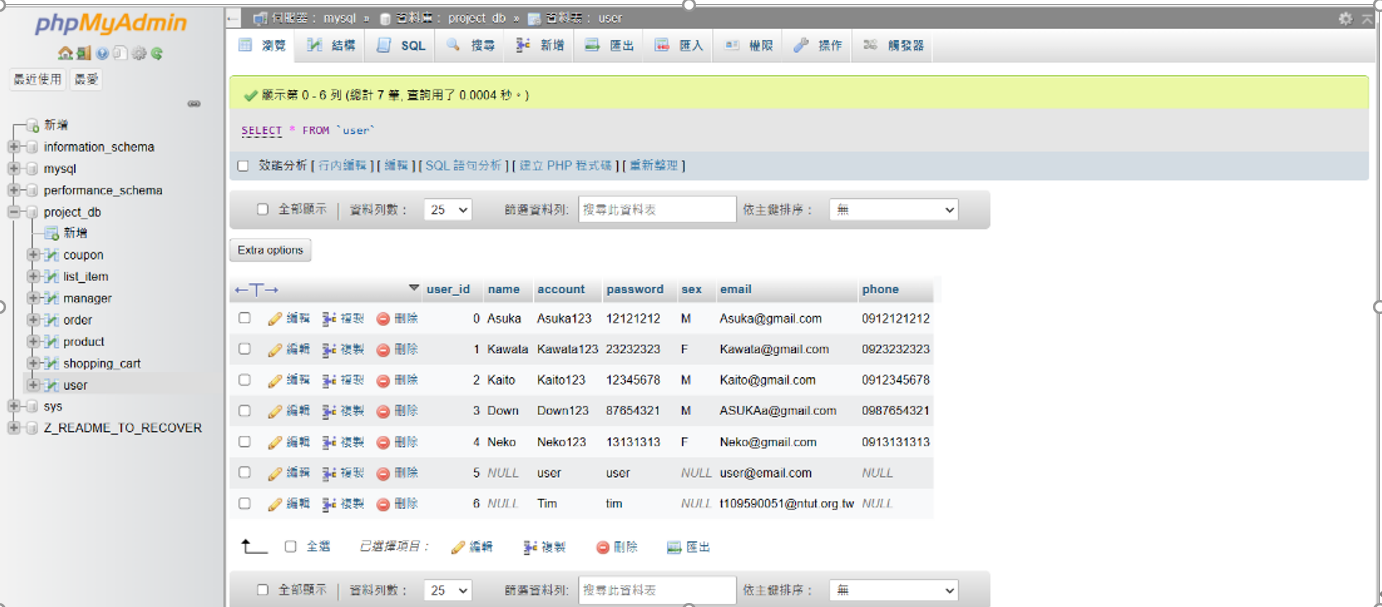 phpMyAdmin
最近使用 最愛
新增
information_schema
mysql
performance_schema
project_db
新增
coupon
list_item
manager
order
product
shopping_cart
user
sys
Z_README_TO_RECOVER
伺服器: mysql » 資料庫: project_db » 資料表: user
瀏覽 結構 SQL 搜尋 新增 匯出 匯入 權限 操作 觸發器
顯示第 0 - 6 列 (總計 7 筆, 查詢用了 0.0004 秒。)
SELECT * FROM `user`
效能分析 [ 行內編輯 ] [ 編輯 ] [ SQL 語句分析 ] [ 建立 PHP 程式碼 ] [ 重新整理 ]
全部顯示 | 資料列數: 25 篩選資料列: 搜尋此資料表 依主鍵排序: 無
Extra options
←T→ user_id name account password sex email phone
編輯 複製 刪除 0 Asuka Asuka123 12121212 M Asuka@gmail.com 0912121212
編輯 複製 刪除 1 Kawata Kawata123 23232323 F Kawata@gmail.com 0923232323
編輯 複製 刪除 2 Kaito Kaito123 12345678 M Kaito@gmail.com 0912345678
編輯 複製 刪除 3 Down Down123 87654321 M ASUKAa@gmail.com 0987654321
編輯 複製 刪除 4 Neko Neko123 13131313 F Neko@gmail.com 0913131313
編輯 複製 刪除 5 NULL user user NULL user@email.com NULL
編輯 複製 刪除 6 NULL Tim tim NULL t109590051@ntut.org.tw NULL
全選 已選擇項目: 編輯 複製 刪除 匯出
全部顯示 | 資料列數: 25 篩選資料列: 搜尋此資料表 依主鍵排序: 無